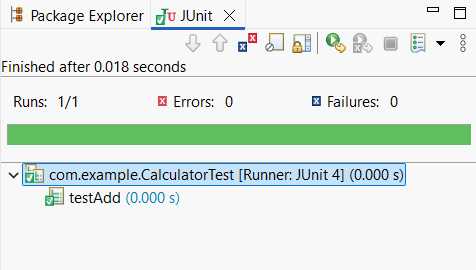 Package Explorer JUnit
Finished after 0.018 seconds
Runs: 1/1 Errors: 0 Failures: 0
com.example.CalculatorTest [Runner: JUnit 4] (0.000 s)
testAdd (0.000 s)